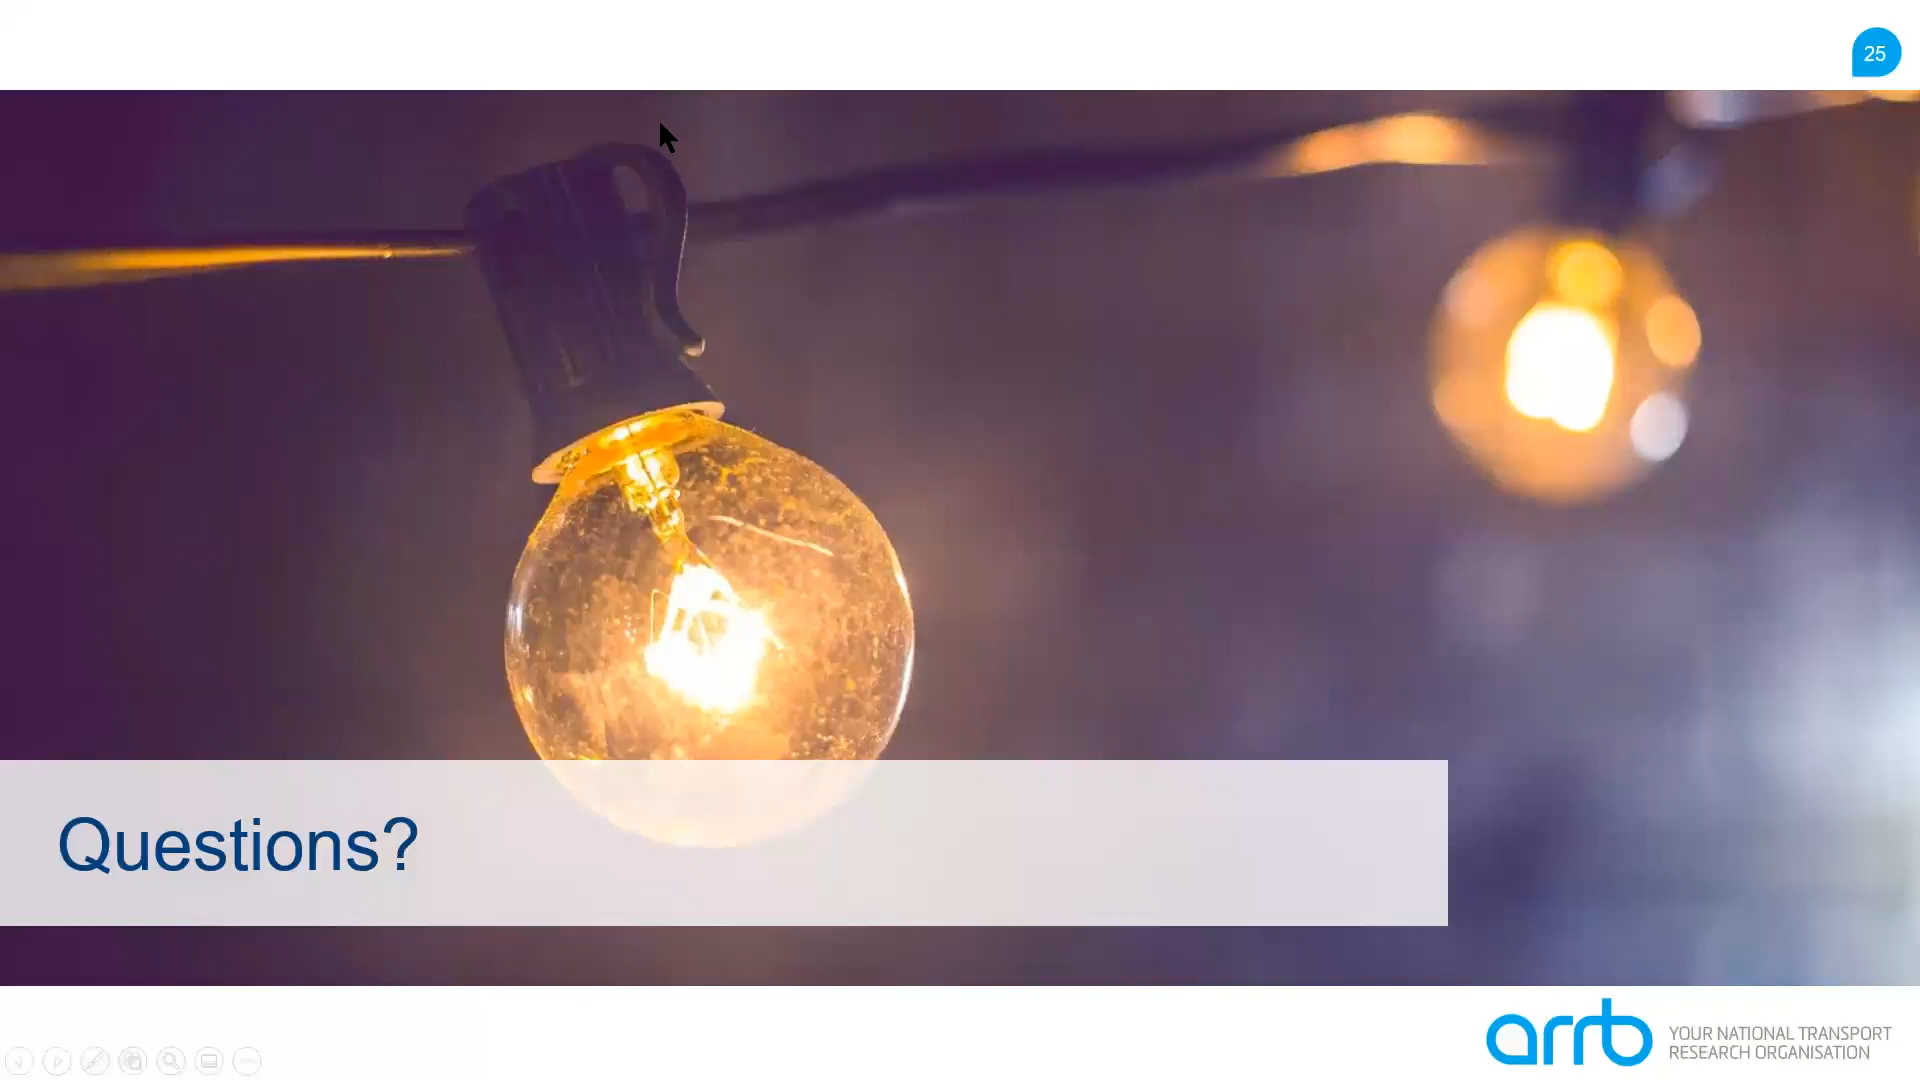 25
Questions?
arrb
YOUR NATIONAL TRANSPORT
RESEARCH ORGANISATION